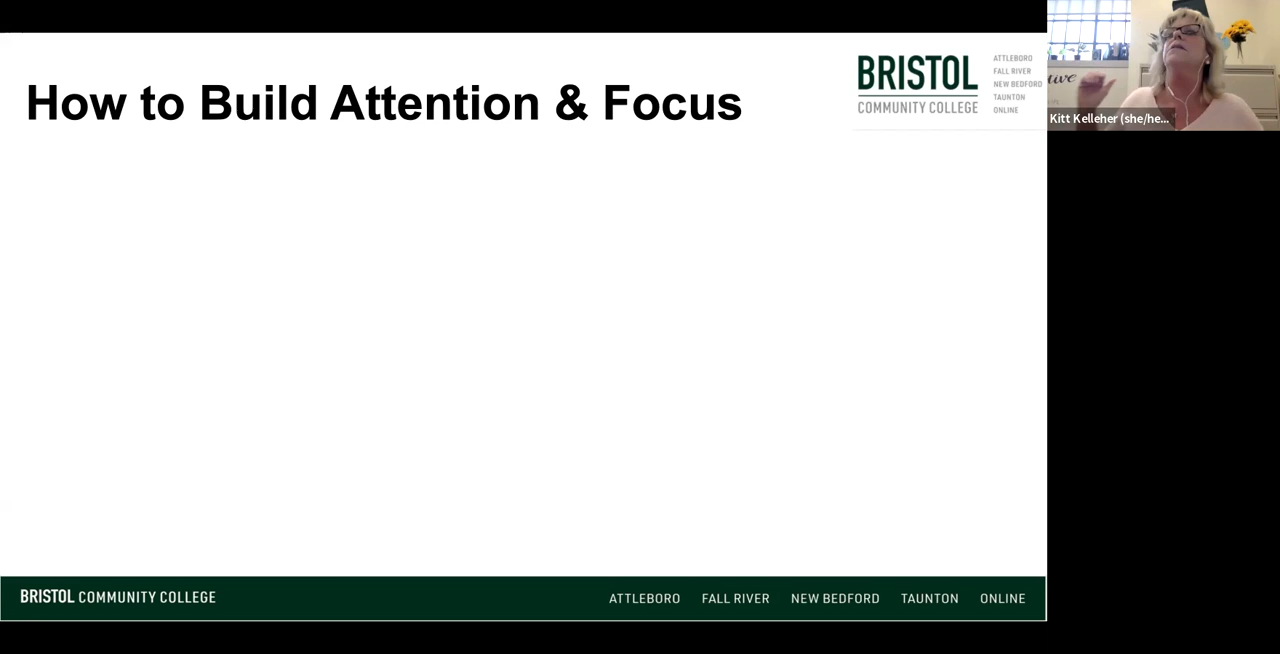 How to Build Attention & Focus
BRISTOL
COMMUNITY COLLEGE
ATTLEBORO
FALL RIVER
NEW BEDFORD
TAUNTON
ONLINE
Kitt Kelleher (she/he...
BRISTOL COMMUNITY COLLEGE
ATTLEBORO FALL RIVER NEW BEDFORD TAUNTON ONLINE